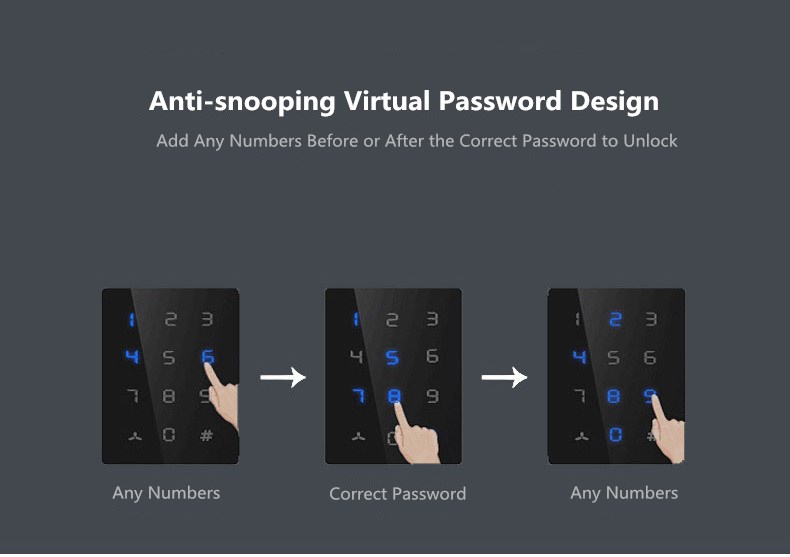 Anti-snooping Virtual Password Design
Add Any Numbers Before or After the Correct Password to Unlock
1 2 3
4 5 6
7 8 9
0 #
1 2 3
4 5 6
7 8 9
0
1 2 3
4 5 6
7 8 9
0 #
Any Numbers
Correct Password
Any Numbers